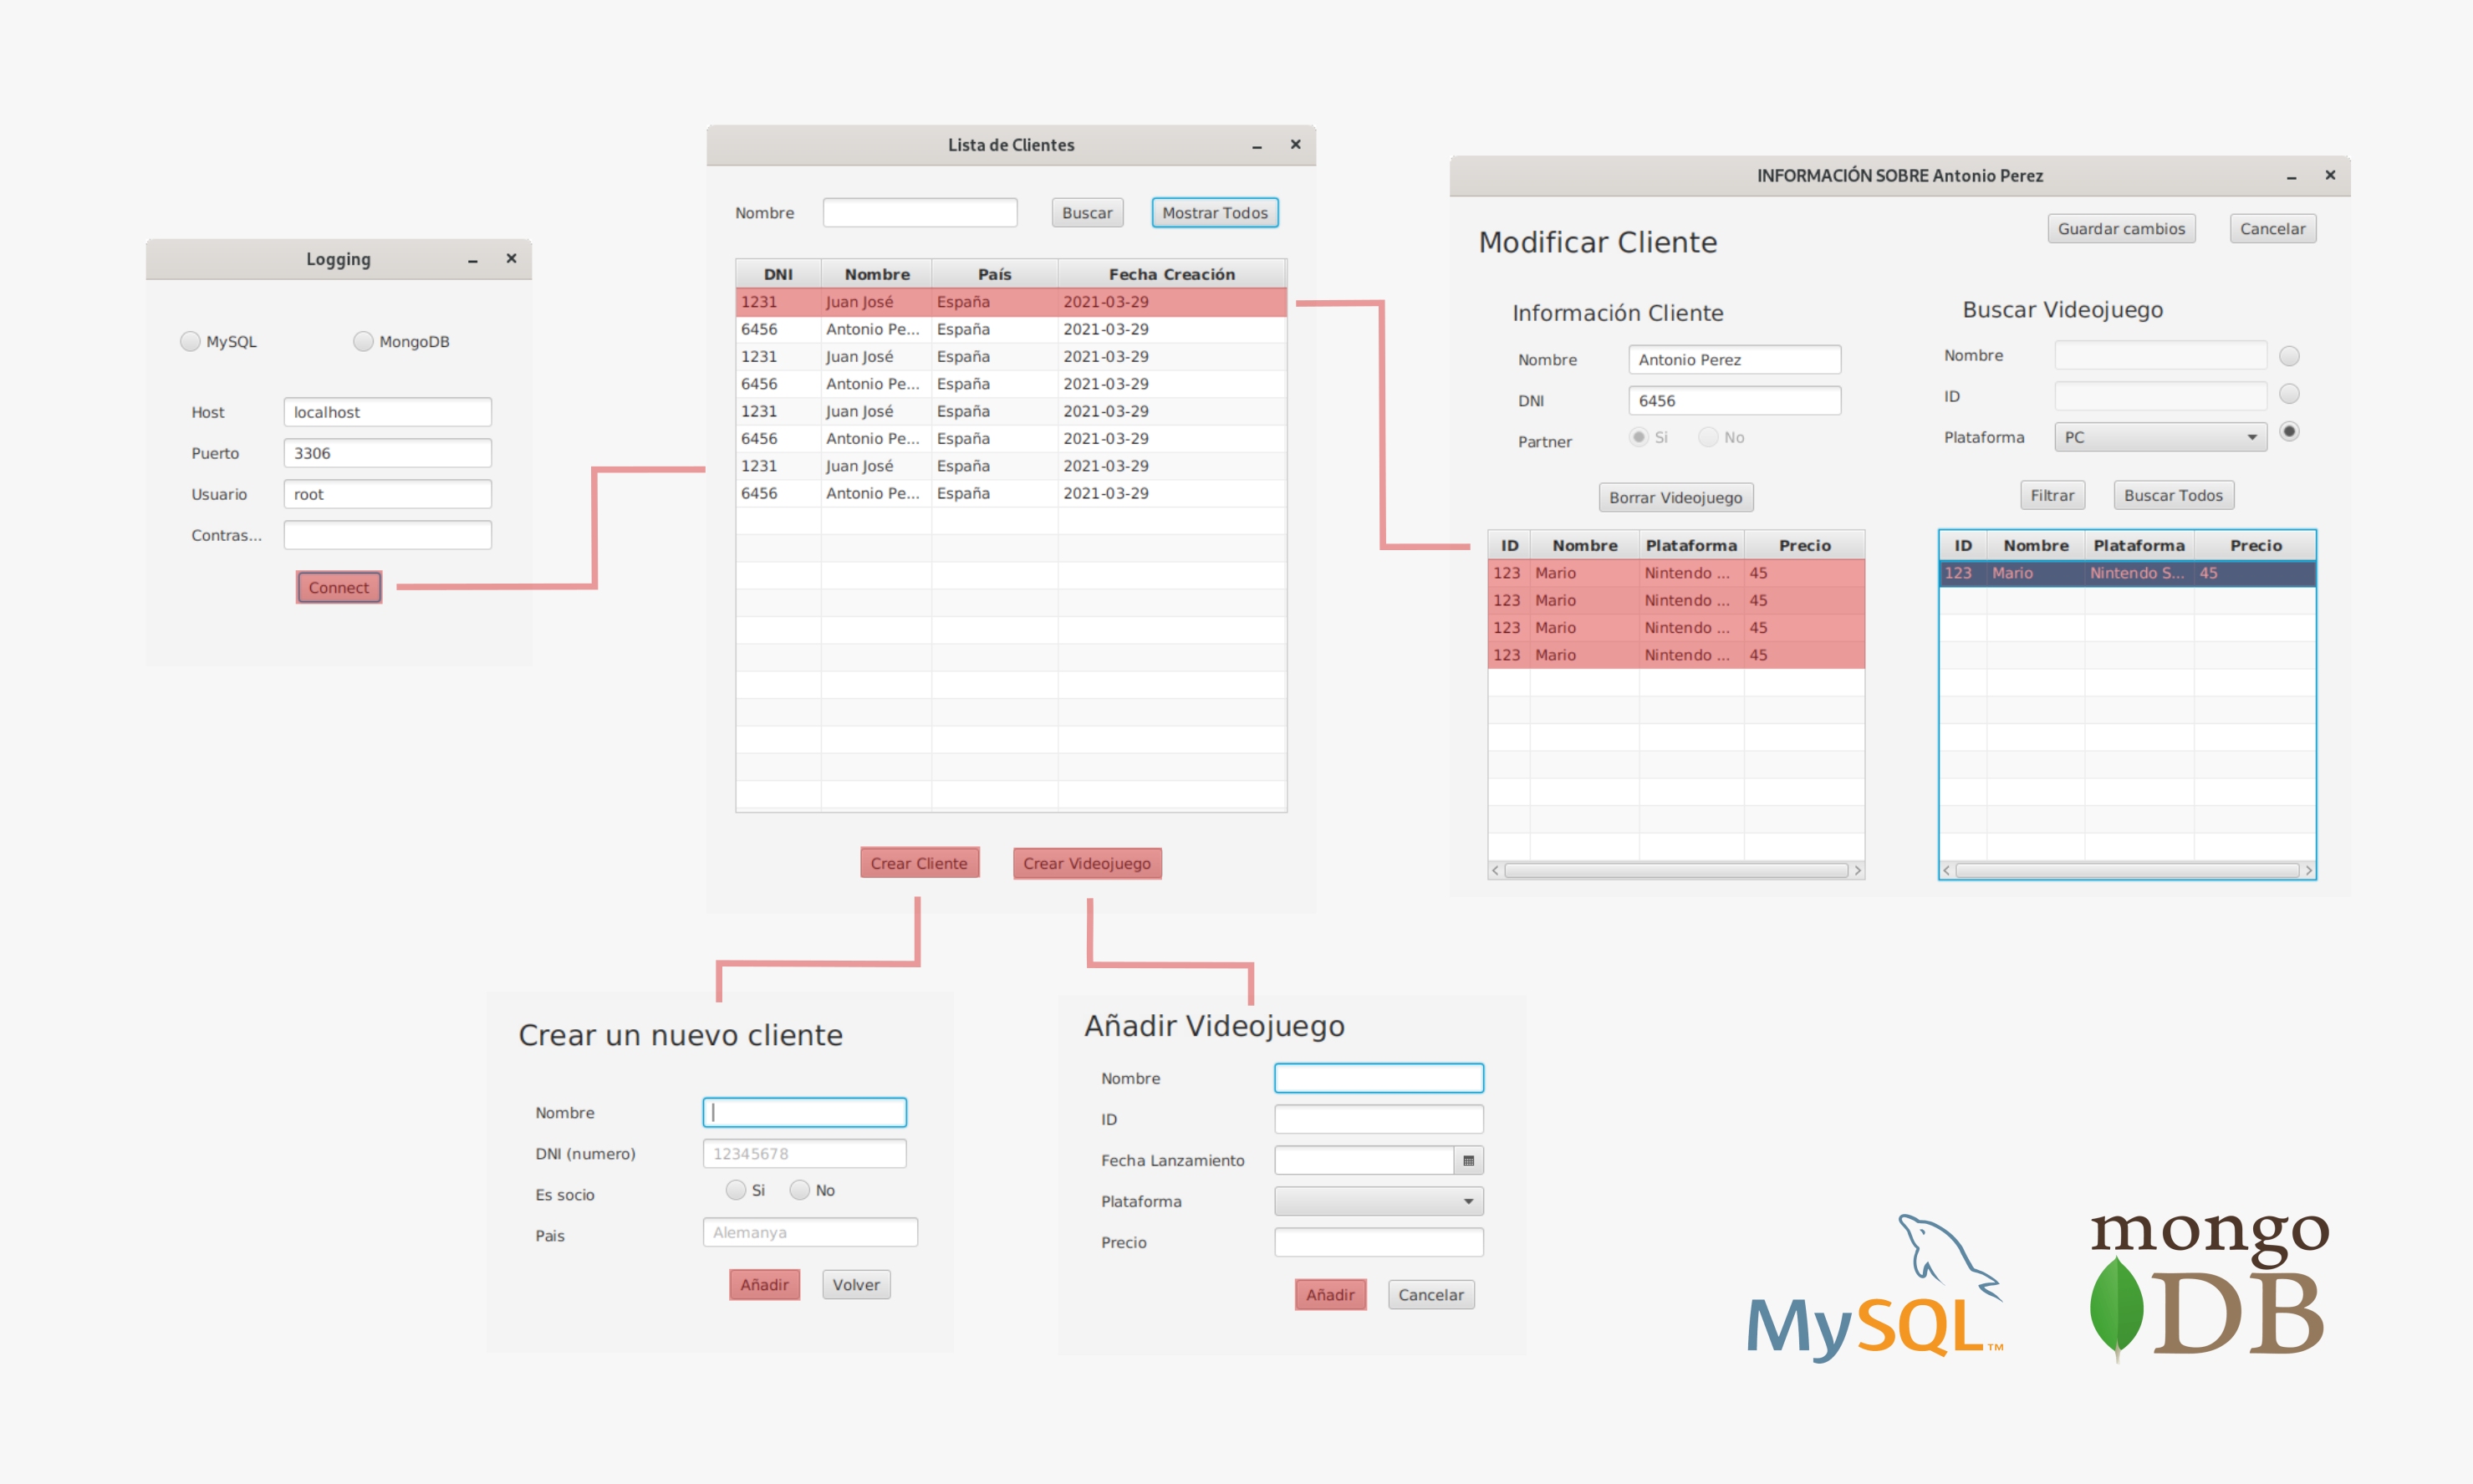 Logging
MySQL MongoDB
Host localhost
Puerto 3306
Usuario root
Contras...
Connect
Lista de Clientes
Nombre Buscar Mostrar Todos
DNI Nombre País Fecha Creación
1231 Juan José España 2021-03-29
6456 Antonio Pe... España 2021-03-29
1231 Juan José España 2021-03-29
6456 Antonio Pe... España 2021-03-29
1231 Juan José España 2021-03-29
6456 Antonio Pe... España 2021-03-29
1231 Juan José España 2021-03-29
6456 Antonio Pe... España 2021-03-29
Crear Cliente Crear Videojuego
INFORMACIÓN SOBRE Antonio Perez
Guardar cambios Cancelar
Modificar Cliente
Información Cliente
Nombre Antonio Perez
DNI 6456
Partner Si No
Borrar Videojuego
ID Nombre Plataforma Precio
123 Mario Nintendo ... 45
123 Mario Nintendo ... 45
123 Mario Nintendo ... 45
123 Mario Nintendo ... 45
Buscar Videojuego
Nombre
ID
Plataforma PC
Filtrar Buscar Todos
ID Nombre Plataforma Precio
123 Mario Nintendo S... 45
Crear un nuevo cliente
Nombre
DNI (numero) 12345678
Es socio Si No
Pais Alemanya
Añadir Volver
Añadir Videojuego
Nombre
ID
Fecha Lanzamiento
Plataforma
Precio
Añadir Cancelar
MySQL™
mongo
DB